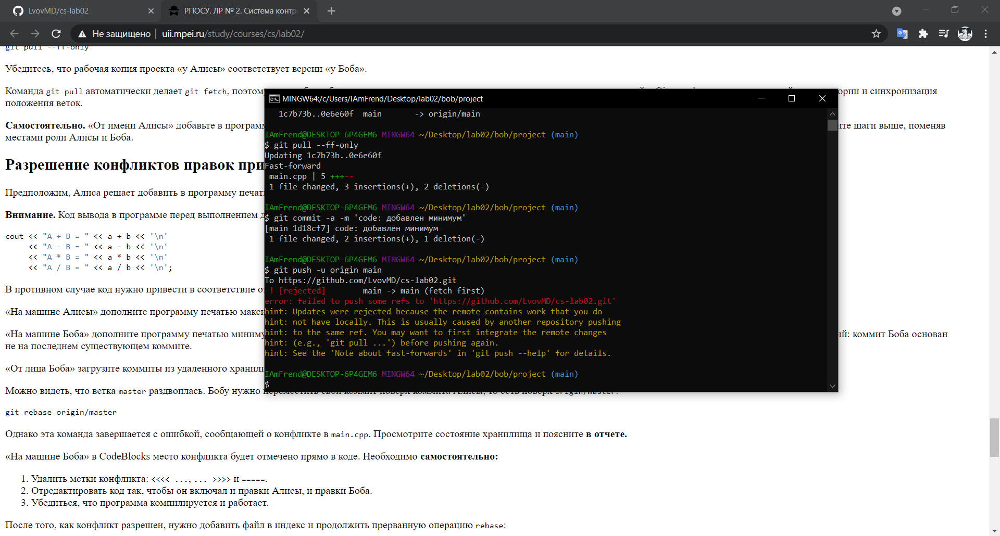 LvovMD/cs-lab02
РПОСУ. ЛР № 2. Система контр
Не защищено
uii.mpei.ru/study/courses/cs/lab02/
git pull --ff-only
Убедитесь, что рабочая копия проекта «у Алисы» соответствует версии «у Боба».
Команда git pull автоматически делает git fetch, поэтому
ории и синхронизация
положения веток.
Самостоятельно. «От имени Алисы» добавьте в програм
те шаги выше, поменяв
местами роли Алисы и Боба.
Разрешение конфликтов правок при
Предположим, Алиса решает добавить в программу печат
Внимание. Код вывода в программе перед выполнением д
cout << "A + B = " << a + b << '\n'
<< "A - B = " << a - b << '\n'
<< "A * B = " << a * b << '\n'
<< "A / B = " << a / b << '\n';
В противном случае код нужно привести в соответствие о
«На машине Алисы» дополните программу печатью макси
«На машине Боба» дополните программу печатью миниму
ий: коммит Боба основан
не на последнем существующем коммите.
«От лица Боба» загрузите коммиты из удаленного хранили
Можно видеть, что ветка master раздвоилась. Бобу нужно переместить свой коммит поверх коммита Алисы, то есть поверх origin/master:
git rebase origin/master
Однако эта команда завершается с ошибкой, сообщающей о конфликте в main.cpp. Просмотрите состояние хранилища и поясните в отчете.
«На машине Боба» в CodeBlocks место конфликта будет отмечено прямо в коде. Необходимо самостоятельно:
1. Удалить метки конфликта: <<<< ..., ... >>>> и =====.
2. Отредактировать код так, чтобы он включал и правки Алисы, и правки Боба.
3. Убедиться, что программа компилируется и работает.
После того, как конфликт разрешен, нужно добавить файл в индекс и продолжить прерванную операцию rebase:
MINGW64:/c/Users/IAmFrend/Desktop/lab02/bob/project
1c7b73b..0e6e60f  main       -> origin/main
IAmFrend@DESKTOP-6P4GEM6 MINGW64 ~/Desktop/lab02/bob/project (main)
$ git pull --ff-only
Updating 1c7b73b..0e6e60f
Fast-forward
main.cpp | 5 +++--
1 file changed, 3 insertions(+), 2 deletions(-)
IAmFrend@DESKTOP-6P4GEM6 MINGW64 ~/Desktop/lab02/bob/project (main)
$ git commit -a -m 'code: добавлен минимум'
[main 1d18cf7] code: добавлен минимум
1 file changed, 2 insertions(+), 1 deletion(-)
IAmFrend@DESKTOP-6P4GEM6 MINGW64 ~/Desktop/lab02/bob/project (main)
$ git push -u origin main
To https://github.com/LvovMD/cs-lab02.git
! [rejected]        main -> main (fetch first)
error: failed to push some refs to 'https://github.com/LvovMD/cs-lab02.git'
hint: Updates were rejected because the remote contains work that you do
hint: not have locally. This is usually caused by another repository pushing
hint: to the same ref. You may want to first integrate the remote changes
hint: (e.g., 'git pull ...') before pushing again.
hint: See the 'Note about fast-forwards' in 'git push --help' for details.
IAmFrend@DESKTOP-6P4GEM6 MINGW64 ~/Desktop/lab02/bob/project (main)
$